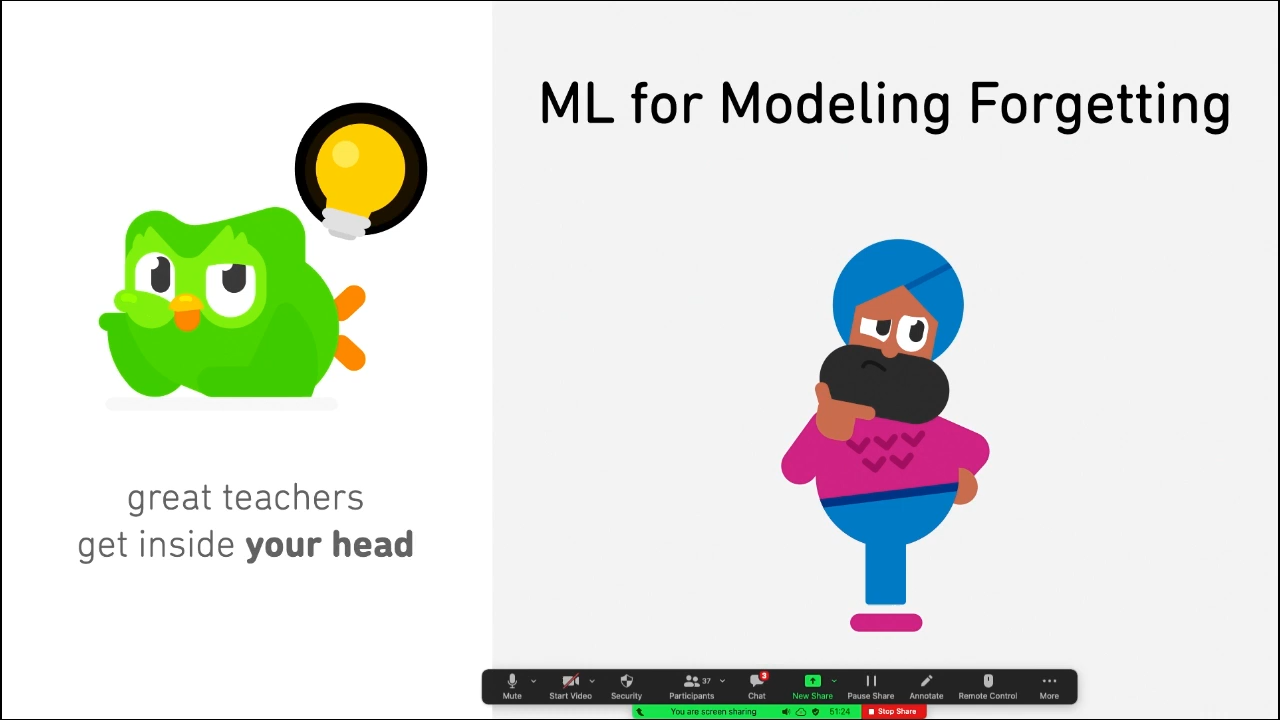 ML for Modeling Forgetting
great teachers
get inside your head
Mute
Start Video
Security
37
Participants
3
Chat
New Share
Pause Share
Annotate
Remote Control
More
You are screen sharing
51:24
Stop Share